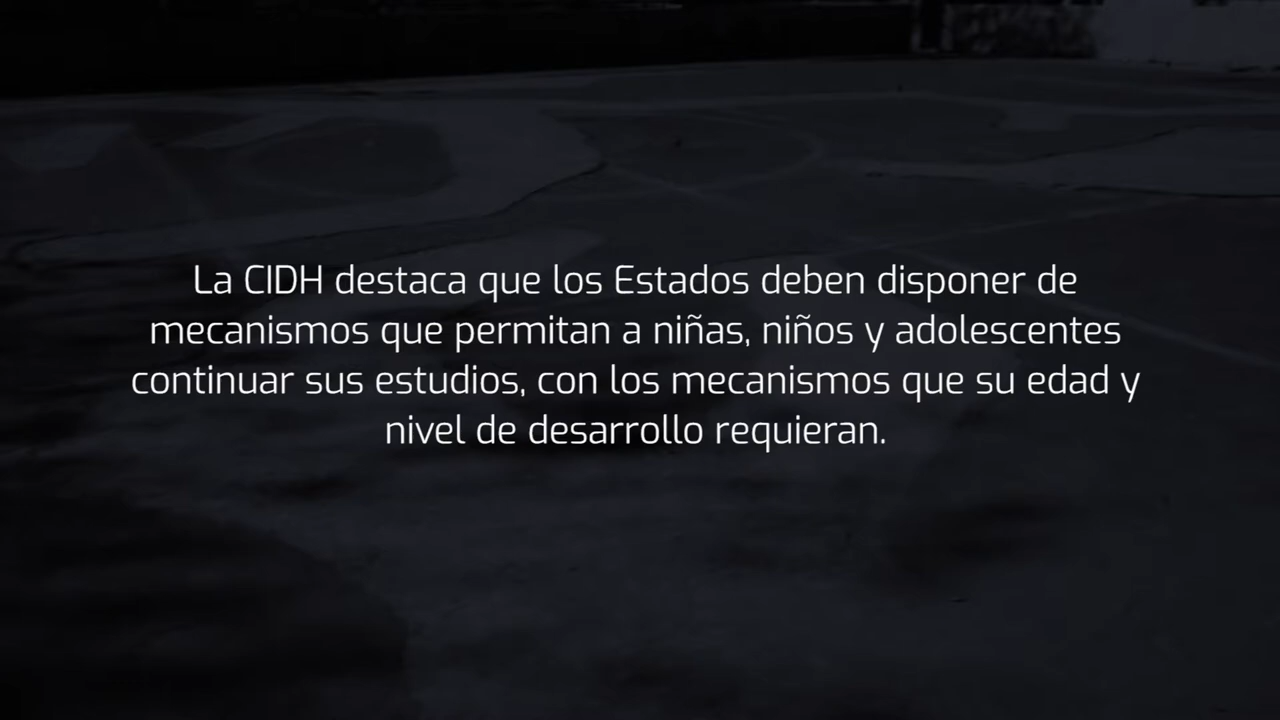 La CIDH destaca que los Estados deben disponer de
mecanismos que permitan a niñas, niños y adolescentes
continuar sus estudios, con los mecanismos que su edad y
nivel de desarrollo requieran.